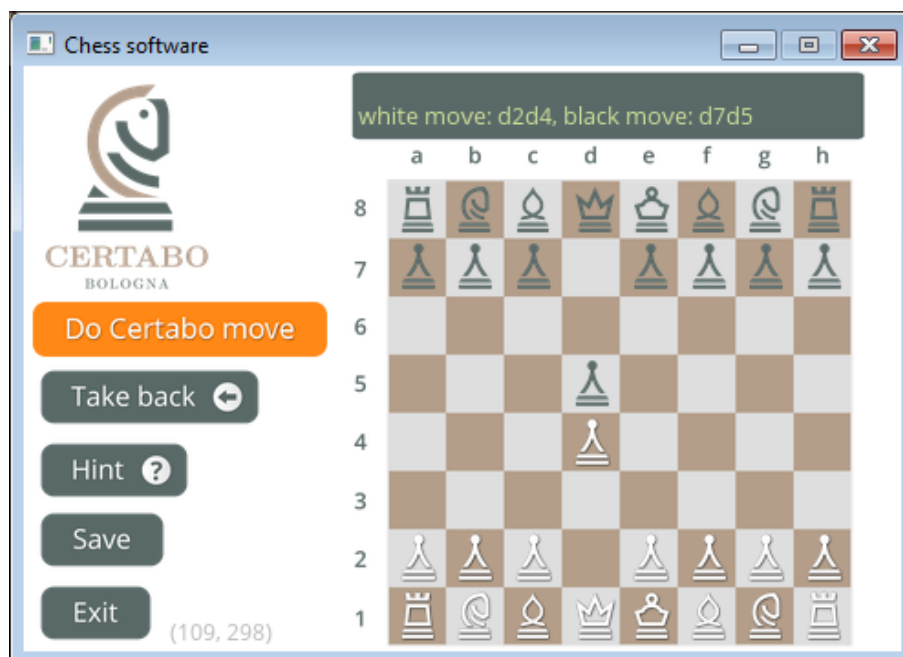 Chess software
CERTABO
BOLOGNA
Do Certabo move
Take back
Hint ?
Save
Exit
(109, 298)
white move: d2d4, black move: d7d5
a b c d e f g h
8
7
6
5
4
3
2
1